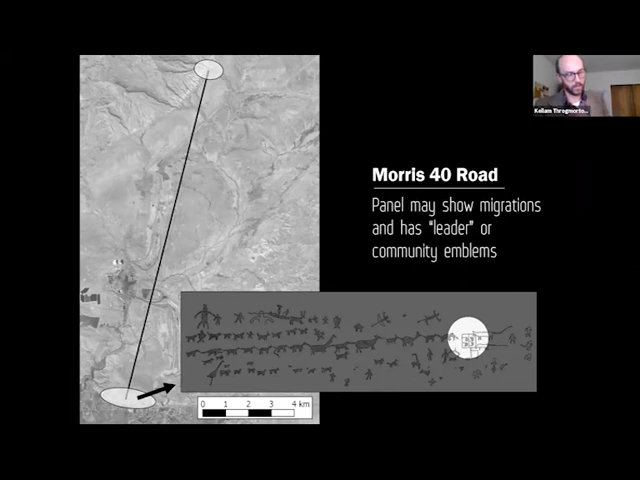 Kellam Throgmorto...
Morris 40 Road
Panel may show migrations
and has "leader" or
community emblems
0 1 2 3 4 km